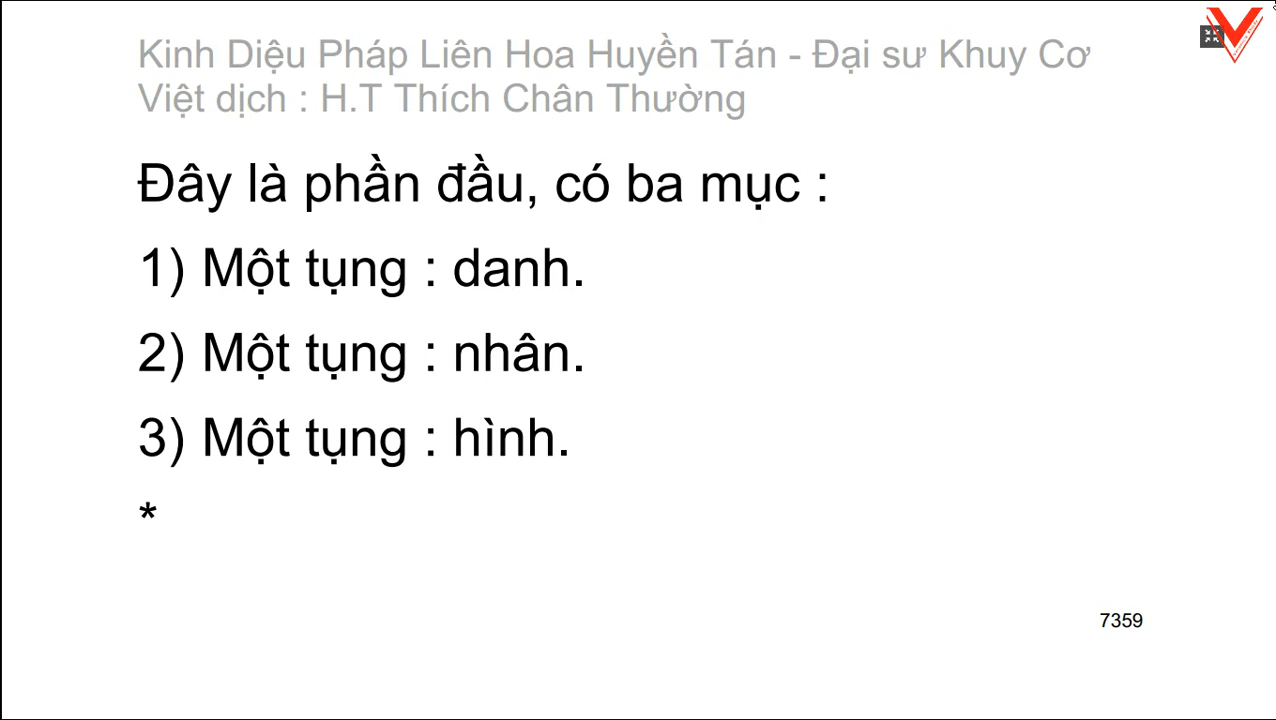 Kinh Diệu Pháp Liên Hoa Huyền Tán - Đại sư Khuy Cơ
Việt dịch : H.T Thích Chân Thường
Đây là phần đầu, có ba mục :
1) Một tụng : danh.
2) Một tụng : nhân.
3) Một tụng : hình.
*
7359